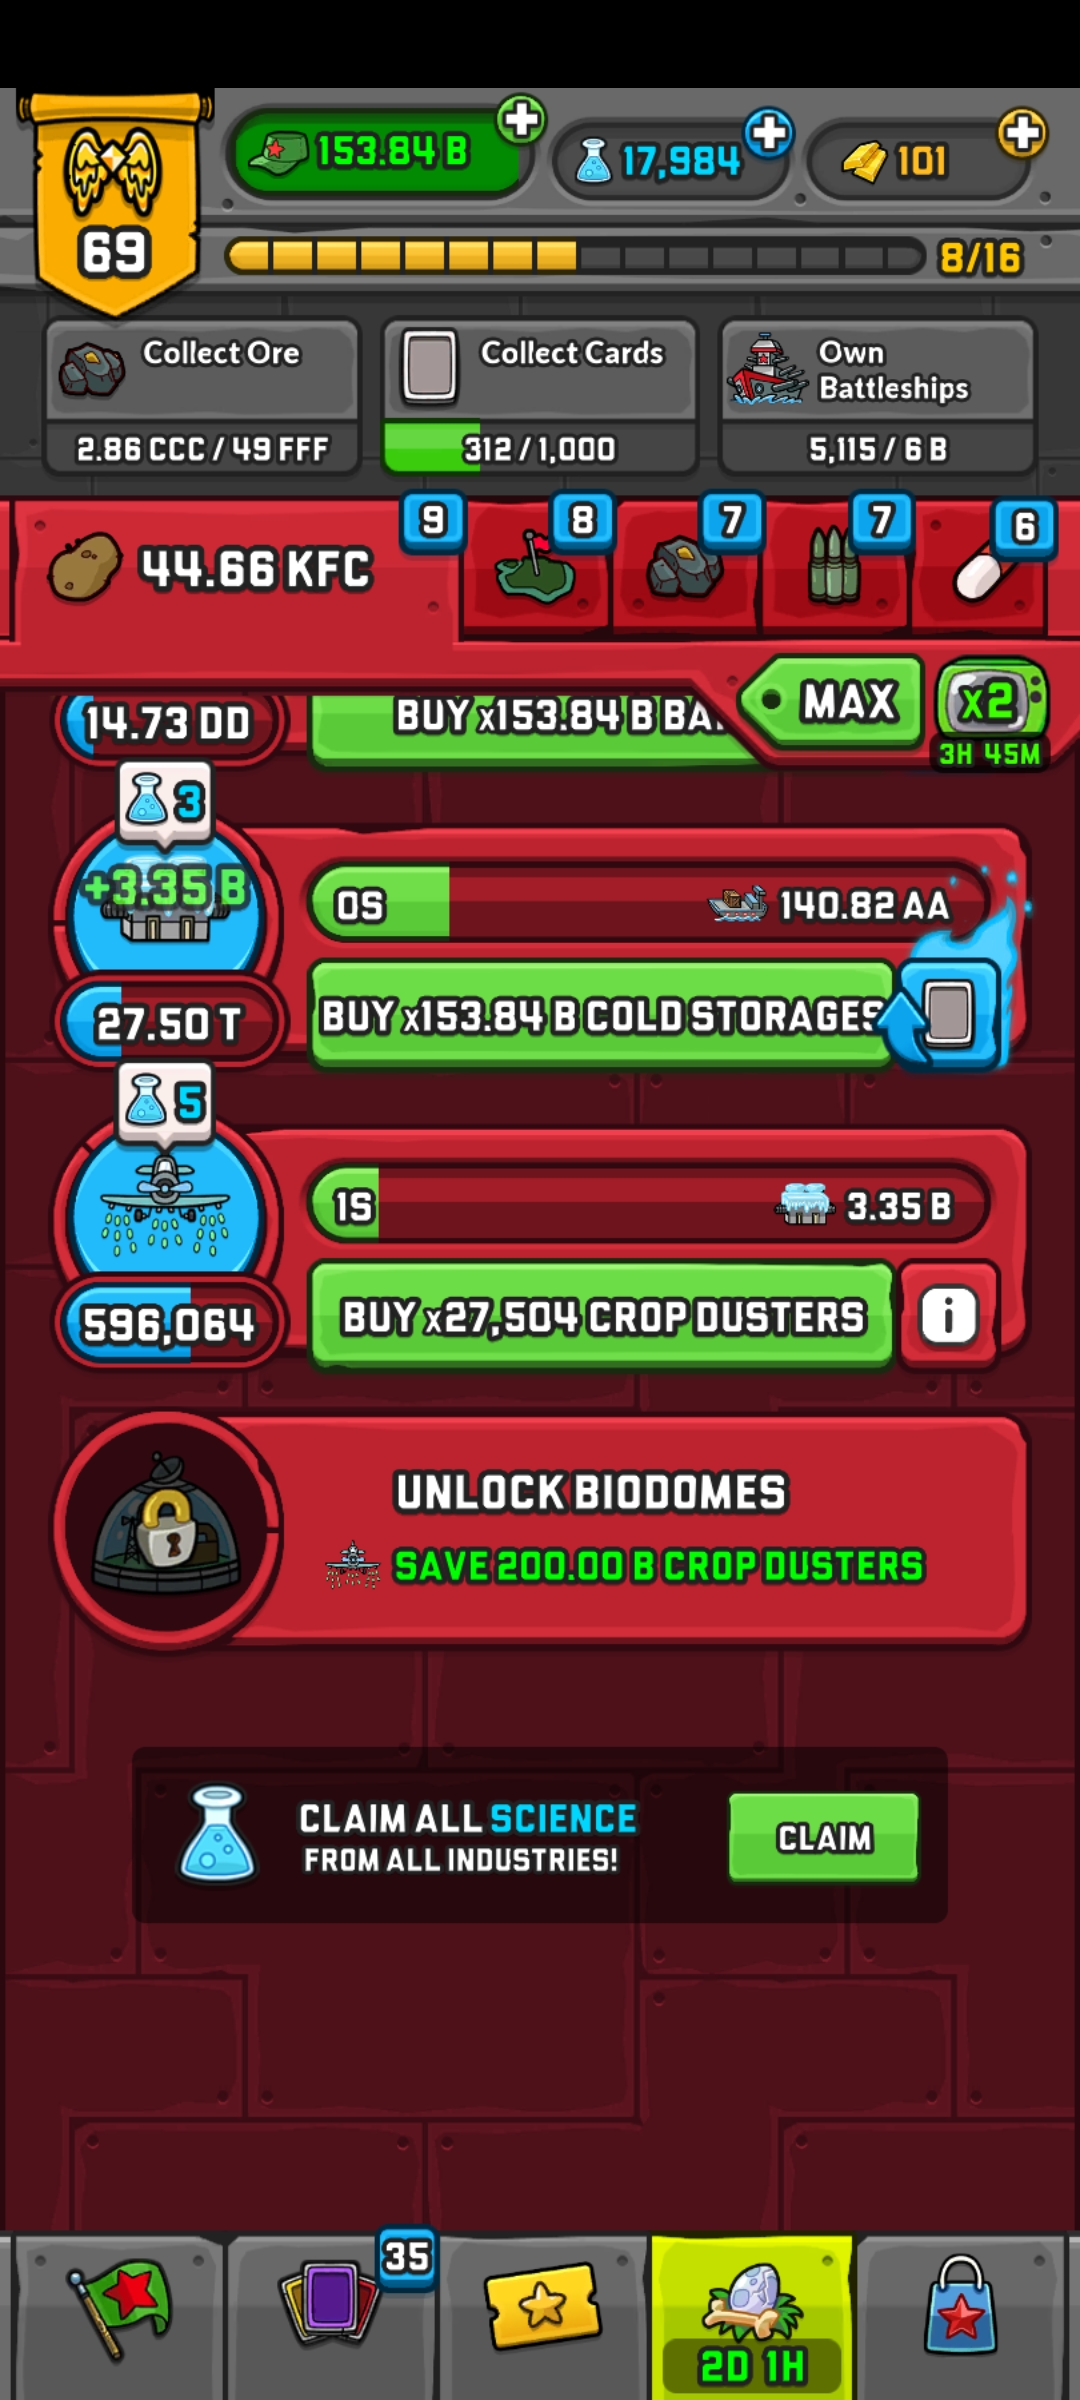 153.84 B
17,984
101
69
8/16
Collect Ore
2.86 CCC / 49 FFF
Collect Cards
312 / 1,000
Own
Battleships
5,115 / 6 B
44.66 KFC
9
8
7
7
6
MAX
x2
3H 45M
14.73 DD
BUY x153.84 B BA
3
+3.35 B
0S
140.82 AA
27.50 T
BUY x153.84 B COLD STORAGES
5
1S
3.35 B
596,064
BUY x27,504 CROP DUSTERS
i
UNLOCK BIODOMES
SAVE 200.00 B CROP DUSTERS
CLAIM ALL SCIENCE
FROM ALL INDUSTRIES!
CLAIM
35
2D 1H